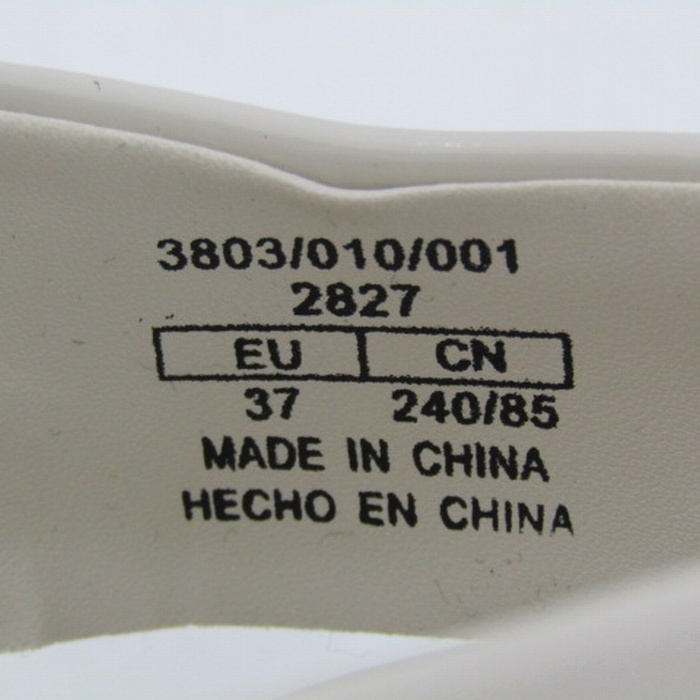 3803/010/001
2827
EU CN
37 240/85
MADE IN CHINA
HECHO EN CHINA